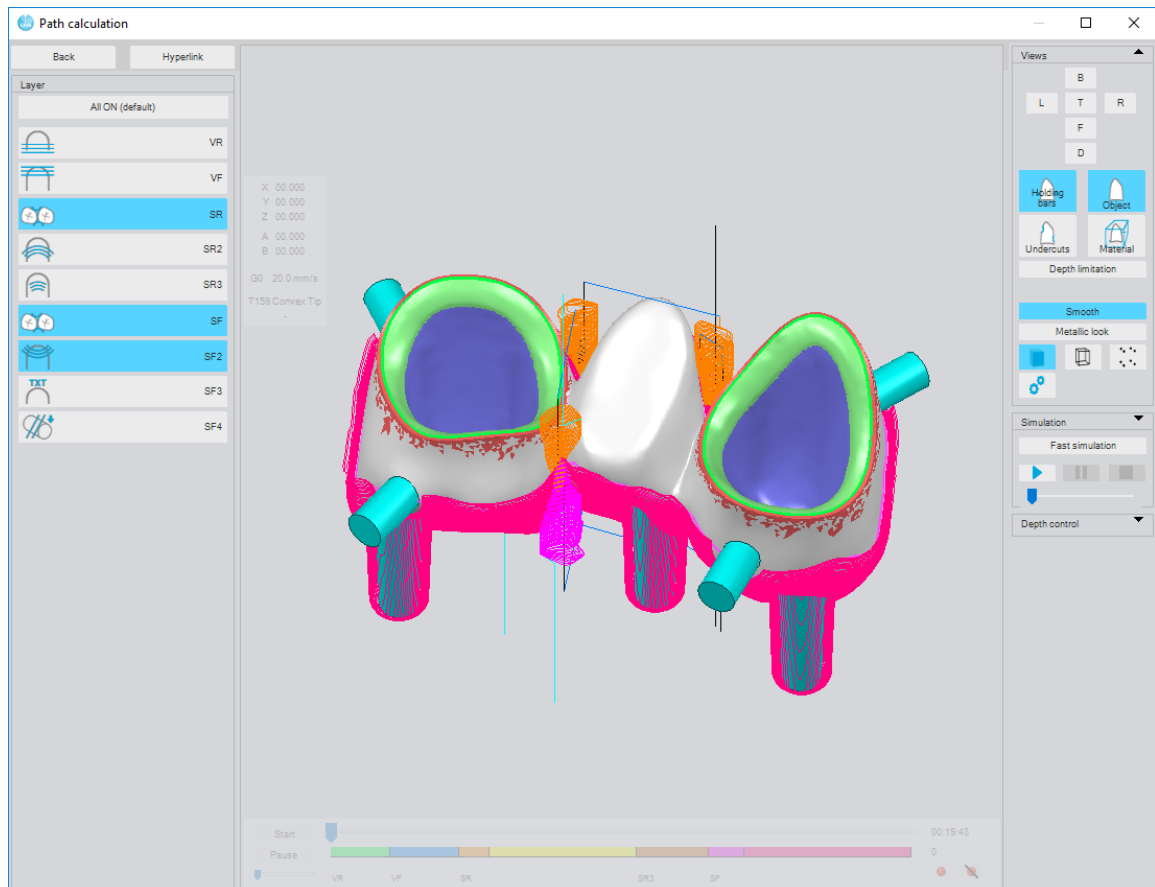 Path calculation
Back
Hyperlink
Layer
All ON (default)
VR
VF
SR
SR2
SR3
SF
SF2
TXT
SF3
SF4
X 00.000
Y 00.000
Z 00.000
A 00.000
B 00.000
G0 20.0 mm/s
T159 Convex Tip
-
Start
Pause
VR
VF
SR
SR3
SF
00:19:43
0
Views
B
L
T
R
F
D
Holding bars
Object
Undercuts
Material
Depth limitation
Smooth
Metallic look
Simulation
Fast simulation
Depth control